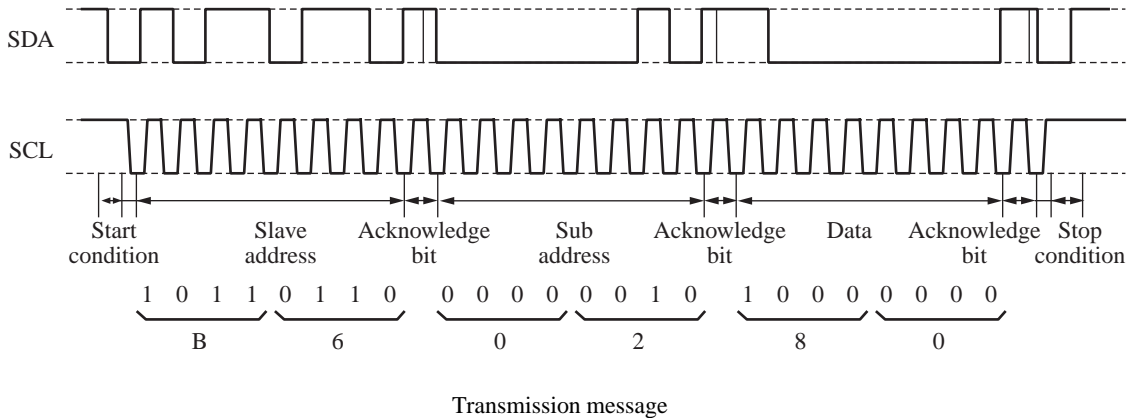 SDA
SCL
Start condition
Slave address
Acknowledge bit
Sub address
Acknowledge bit
Data
Acknowledge bit
Stop condition
1 0 1 1 0 1 1 0 0 0 0 0 0 0 1 0 1 0 0 0 0 0 0 0
B 6 0 2 8 0
Transmission message